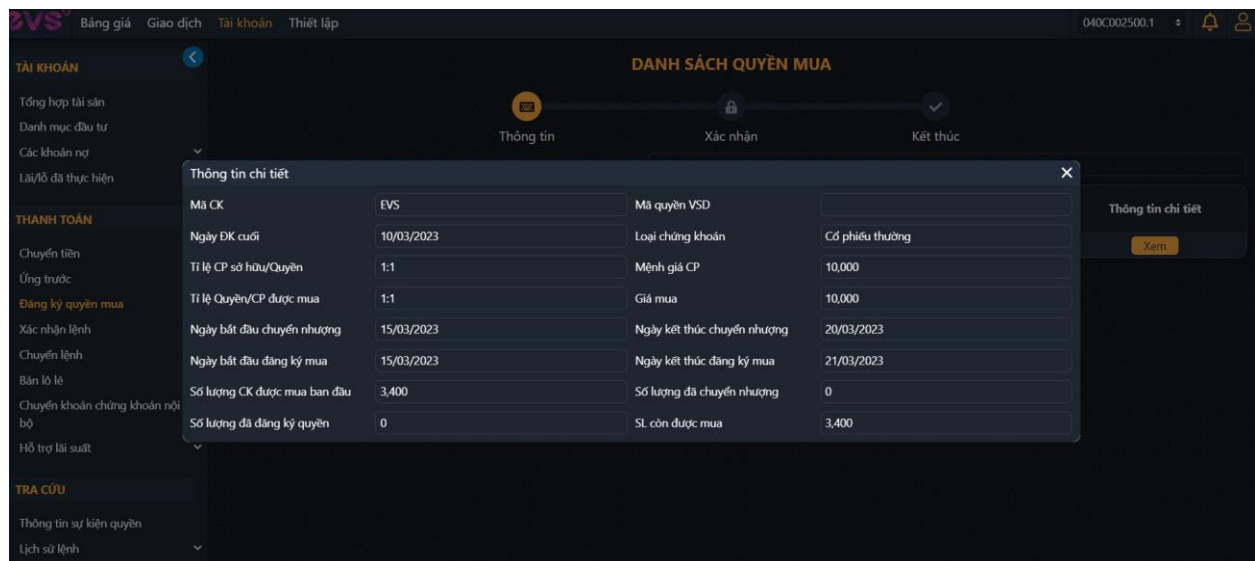 EVS
Bảng giá Giao dịch Tài khoản Thiết lập 040C002500.1
TÀI KHOẢN
Tổng hợp tài sản
Danh mục đầu tư
Các khoản nợ
Lãi/lỗ đã thực hiện
THANH TOÁN
Chuyển tiền
Ứng trước
Đăng ký quyền mua
Xác nhận lệnh
Chuyển lệnh
Bán lô lẻ
Chuyển khoản chứng khoán nội
bộ
Hỗ trợ lãi suất
TRA CỨU
Thông tin sự kiện quyền
Lịch sử lệnh
DANH SÁCH QUYỀN MUA
Thông tin Xác nhận Kết thúc
Thông tin chi tiết
Xem
Thông tin chi tiết
Mã CK EVS Mã quyền VSD
Ngày ĐK cuối 10/03/2023 Loại chứng khoán Cổ phiếu thường
Tỉ lệ CP sở hữu/Quyền 1:1 Mệnh giá CP 10,000
Tỉ lệ Quyền/CP được mua 1:1 Giá mua 10,000
Ngày bắt đầu chuyển nhượng 15/03/2023 Ngày kết thúc chuyển nhượng 20/03/2023
Ngày bắt đầu đăng ký mua 15/03/2023 Ngày kết thúc đăng ký mua 21/03/2023
Số lượng CK được mua ban đầu 3,400 Số lượng đã chuyển nhượng 0
Số lượng đã đăng ký quyền 0 SL còn được mua 3,400